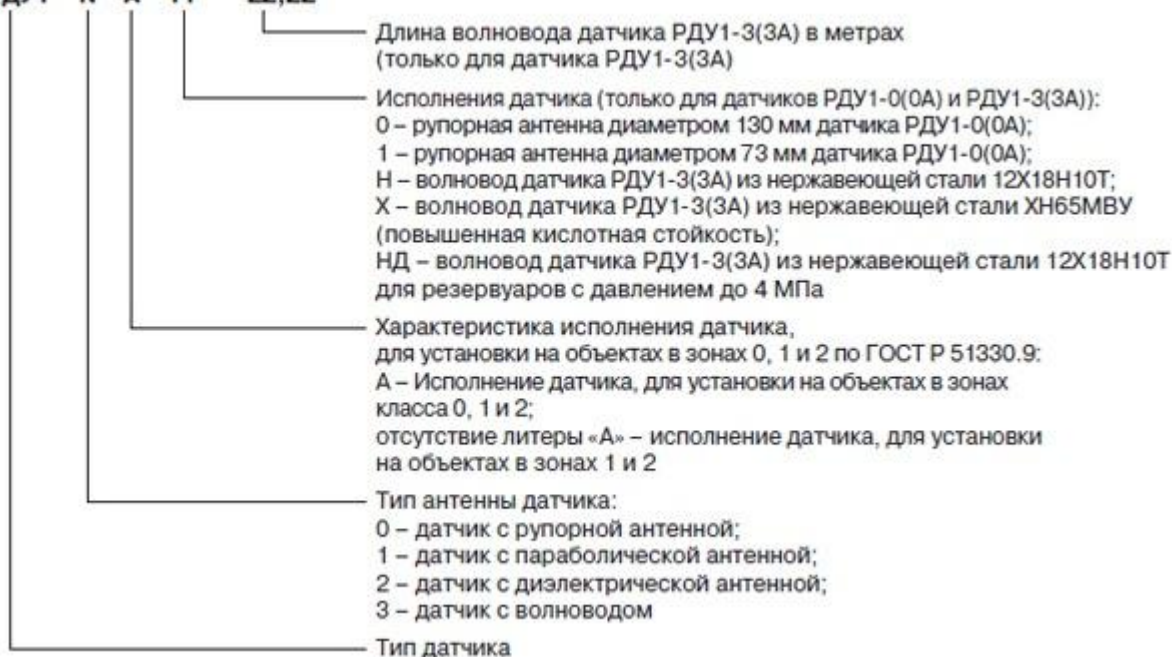 Длина волновода датчика РДУ1-3(3А) в метрах
(только для датчика РДУ1-3(3А)
Исполнения датчика (только для датчиков РДУ1-0(0А) и РДУ1-3(3А)):
0 – рупорная антенна диаметром 130 мм датчика РДУ1-0(0А);
1 – рупорная антенна диаметром 73 мм датчика РДУ1-0(0А);
Н – волновод датчика РДУ1-3(3А) из нержавеющей стали 12Х18Н10Т;
Х – волновод датчика РДУ1-3(3А) из нержавеющей стали ХН65МВУ
(повышенная кислотная стойкость);
НД – волновод датчика РДУ1-3(3А) из нержавеющей стали 12Х18Н10Т
для резервуаров с давлением до 4 МПа
Характеристика исполнения датчика,
для установки на объектах в зонах 0, 1 и 2 по ГОСТ Р 51330.9:
А – Исполнение датчика, для установки на объектах в зонах
класса 0, 1 и 2;
отсутствие литеры «А» – исполнение датчика, для установки
на объектах в зонах 1 и 2
Тип антенны датчика:
0 – датчик с рупорной антенной;
1 – датчик с параболической антенной;
2 – датчик с диэлектрической антенной;
3 – датчик с волноводом
Тип датчика